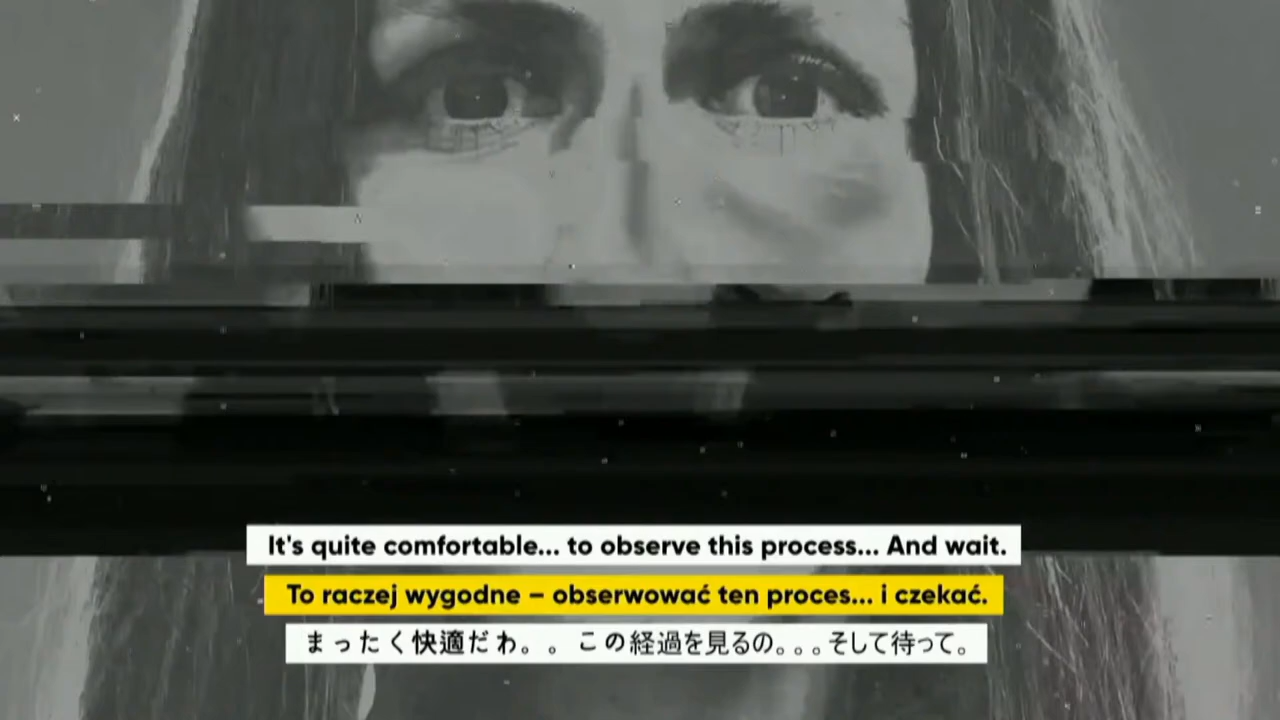 It's quite comfortable... to observe this process... And wait.
To raczej wygodne – obserwować ten proces... i czekać.
まったく快適だわ。。この経過を見るの。。。そして待って。